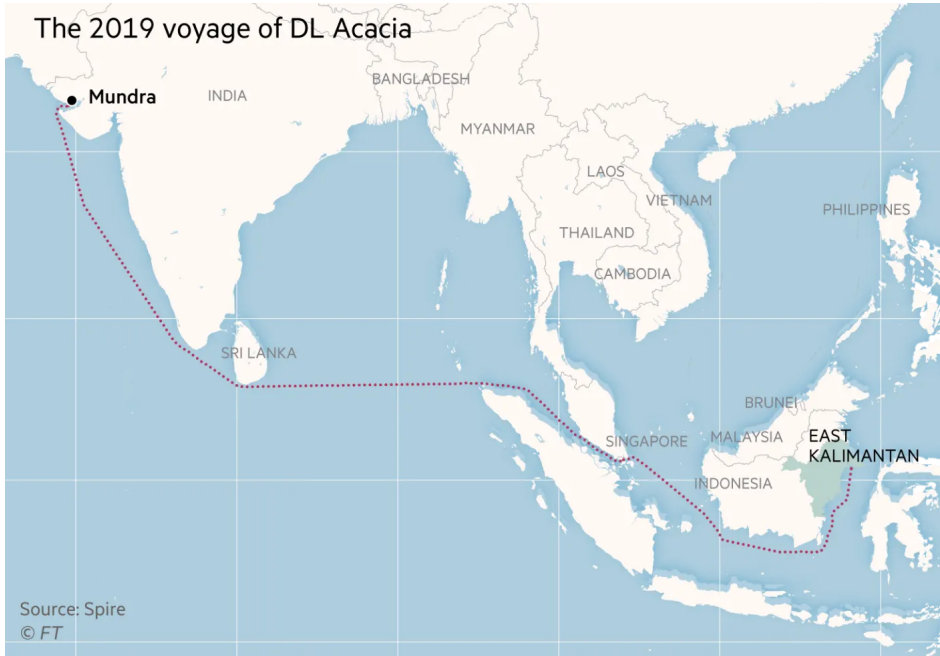 The 2019 voyage of DL Acacia
BANGLADESH
Mundra
INDIA
MYANMAR
LAOS
VIETNAM
PHILIPPINES
THAILAND
CAMBODIA
SRI LANKA
BRUNEI
EAST
KALIMANTAN
SINGAPORE
MALAYSIA
INDONESIA
Source: Spire
© FT